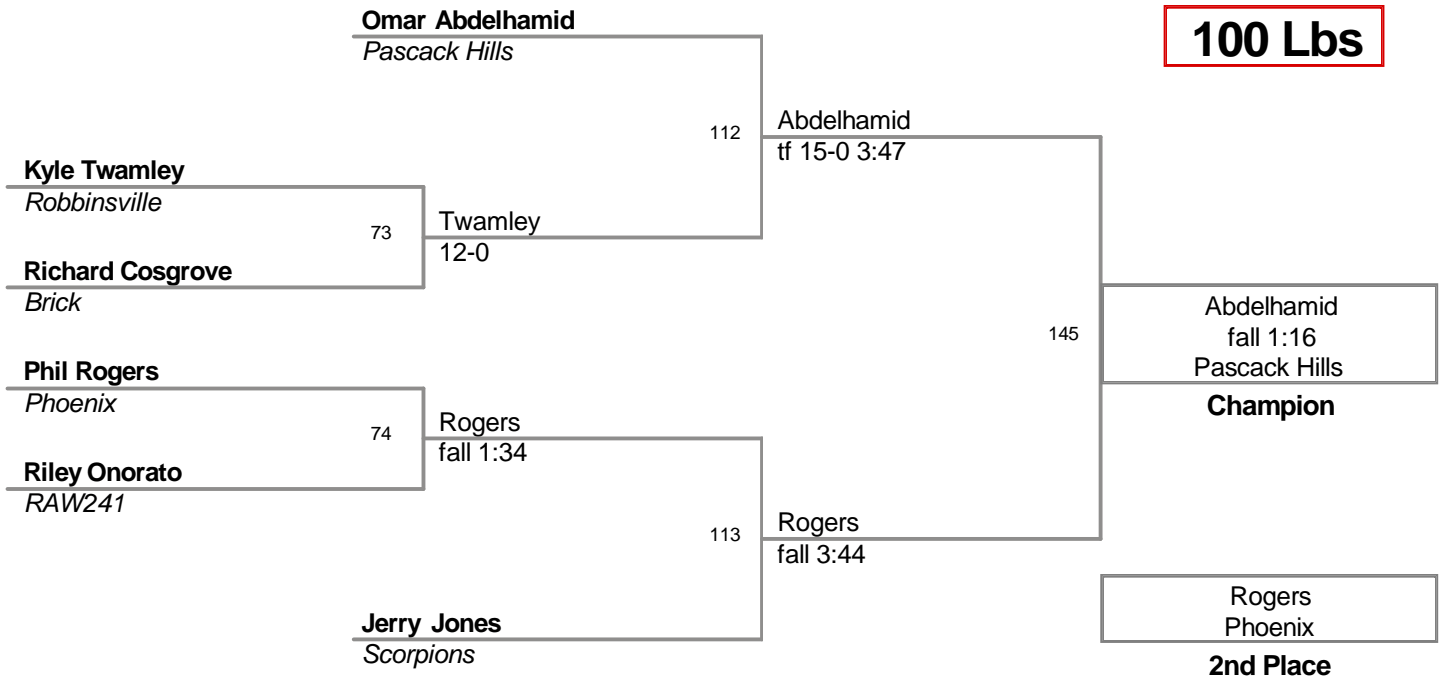 Omar Abdelhamid
Pascack Hills
100 Lbs
112
Abdelhamid
tf 15-0 3:47
Kyle Twamley
Robbinsville
73
Twamley
12-0
Richard Cosgrove
Brick
145
Abdelhamid
fall 1:16
Pascack Hills
Champion
Phil Rogers
Phoenix
74
Rogers
fall 1:34
Riley Onorato
RAW241
113
Rogers
fall 3:44
Jerry Jones
Scorpions
Rogers
Phoenix
2nd Place